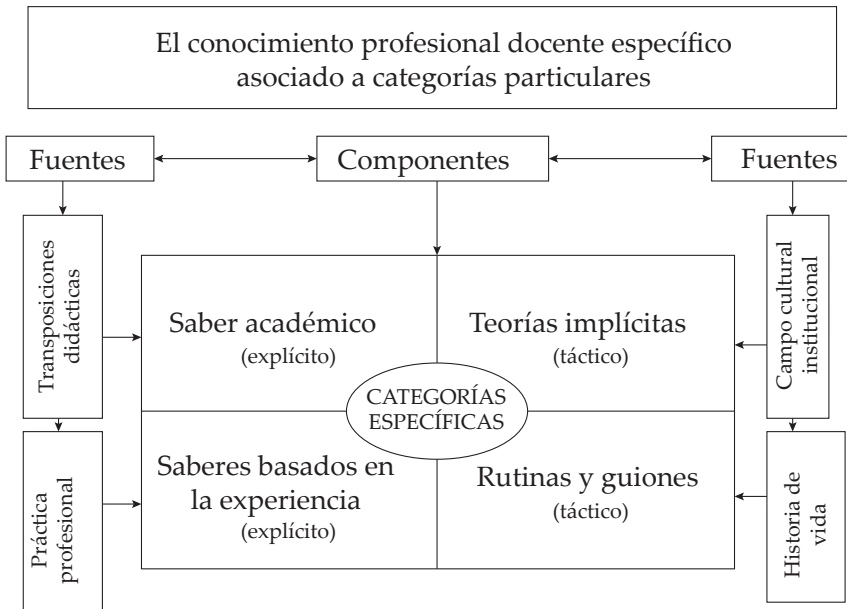 El conocimiento profesional docente específico
asociado a categorías particulares
Fuentes
Componentes
Fuentes
Transposiciones
didácticas
Saber académico
(explícito)
Teorías implícitas
(táctico)
Campo cultural
institucional
CATEGORÍAS
ESPECÍFICAS
Práctica
profesional
Saberes basados en
la experiencia
(explícito)
Rutinas y guiones
(táctico)
Historia de
vida